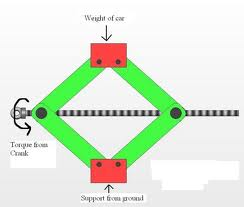 Weight of car
Torque from
Crank
Support from ground